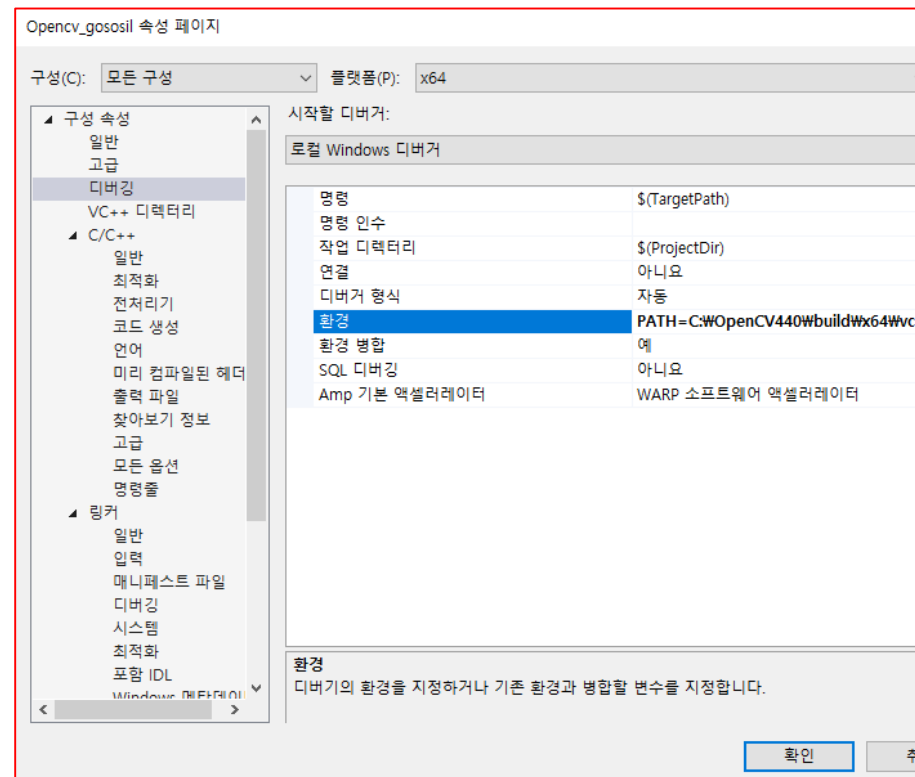 Opencv_gososil 속성 페이지
구성(C): 모든 구성 플랫폼(P): x64
구성 속성
일반
고급
디버깅
VC++ 디렉터리
C/C++
일반
최적화
전처리기
코드 생성
언어
미리 컴파일된 헤더
출력 파일
찾아보기 정보
고급
모든 옵션
명령줄
링커
일반
입력
매니페스트 파일
디버깅
시스템
최적화
포함 IDL
Windows 메타데이
시작할 디버거:
로컬 Windows 디버거
명령 $(TargetPath)
명령 인수
작업 디렉터리 $(ProjectDir)
연결 아니요
디버거 형식 자동
환경 PATH=C:₩OpenCV440₩build₩x64₩vc
환경 병합 예
SQL 디버깅 아니요
Amp 기본 액셀러레이터 WARP 소프트웨어 액셀러레이터
환경
디버기의 환경을 지정하거나 기존 환경과 병합할 변수를 지정합니다.
확인